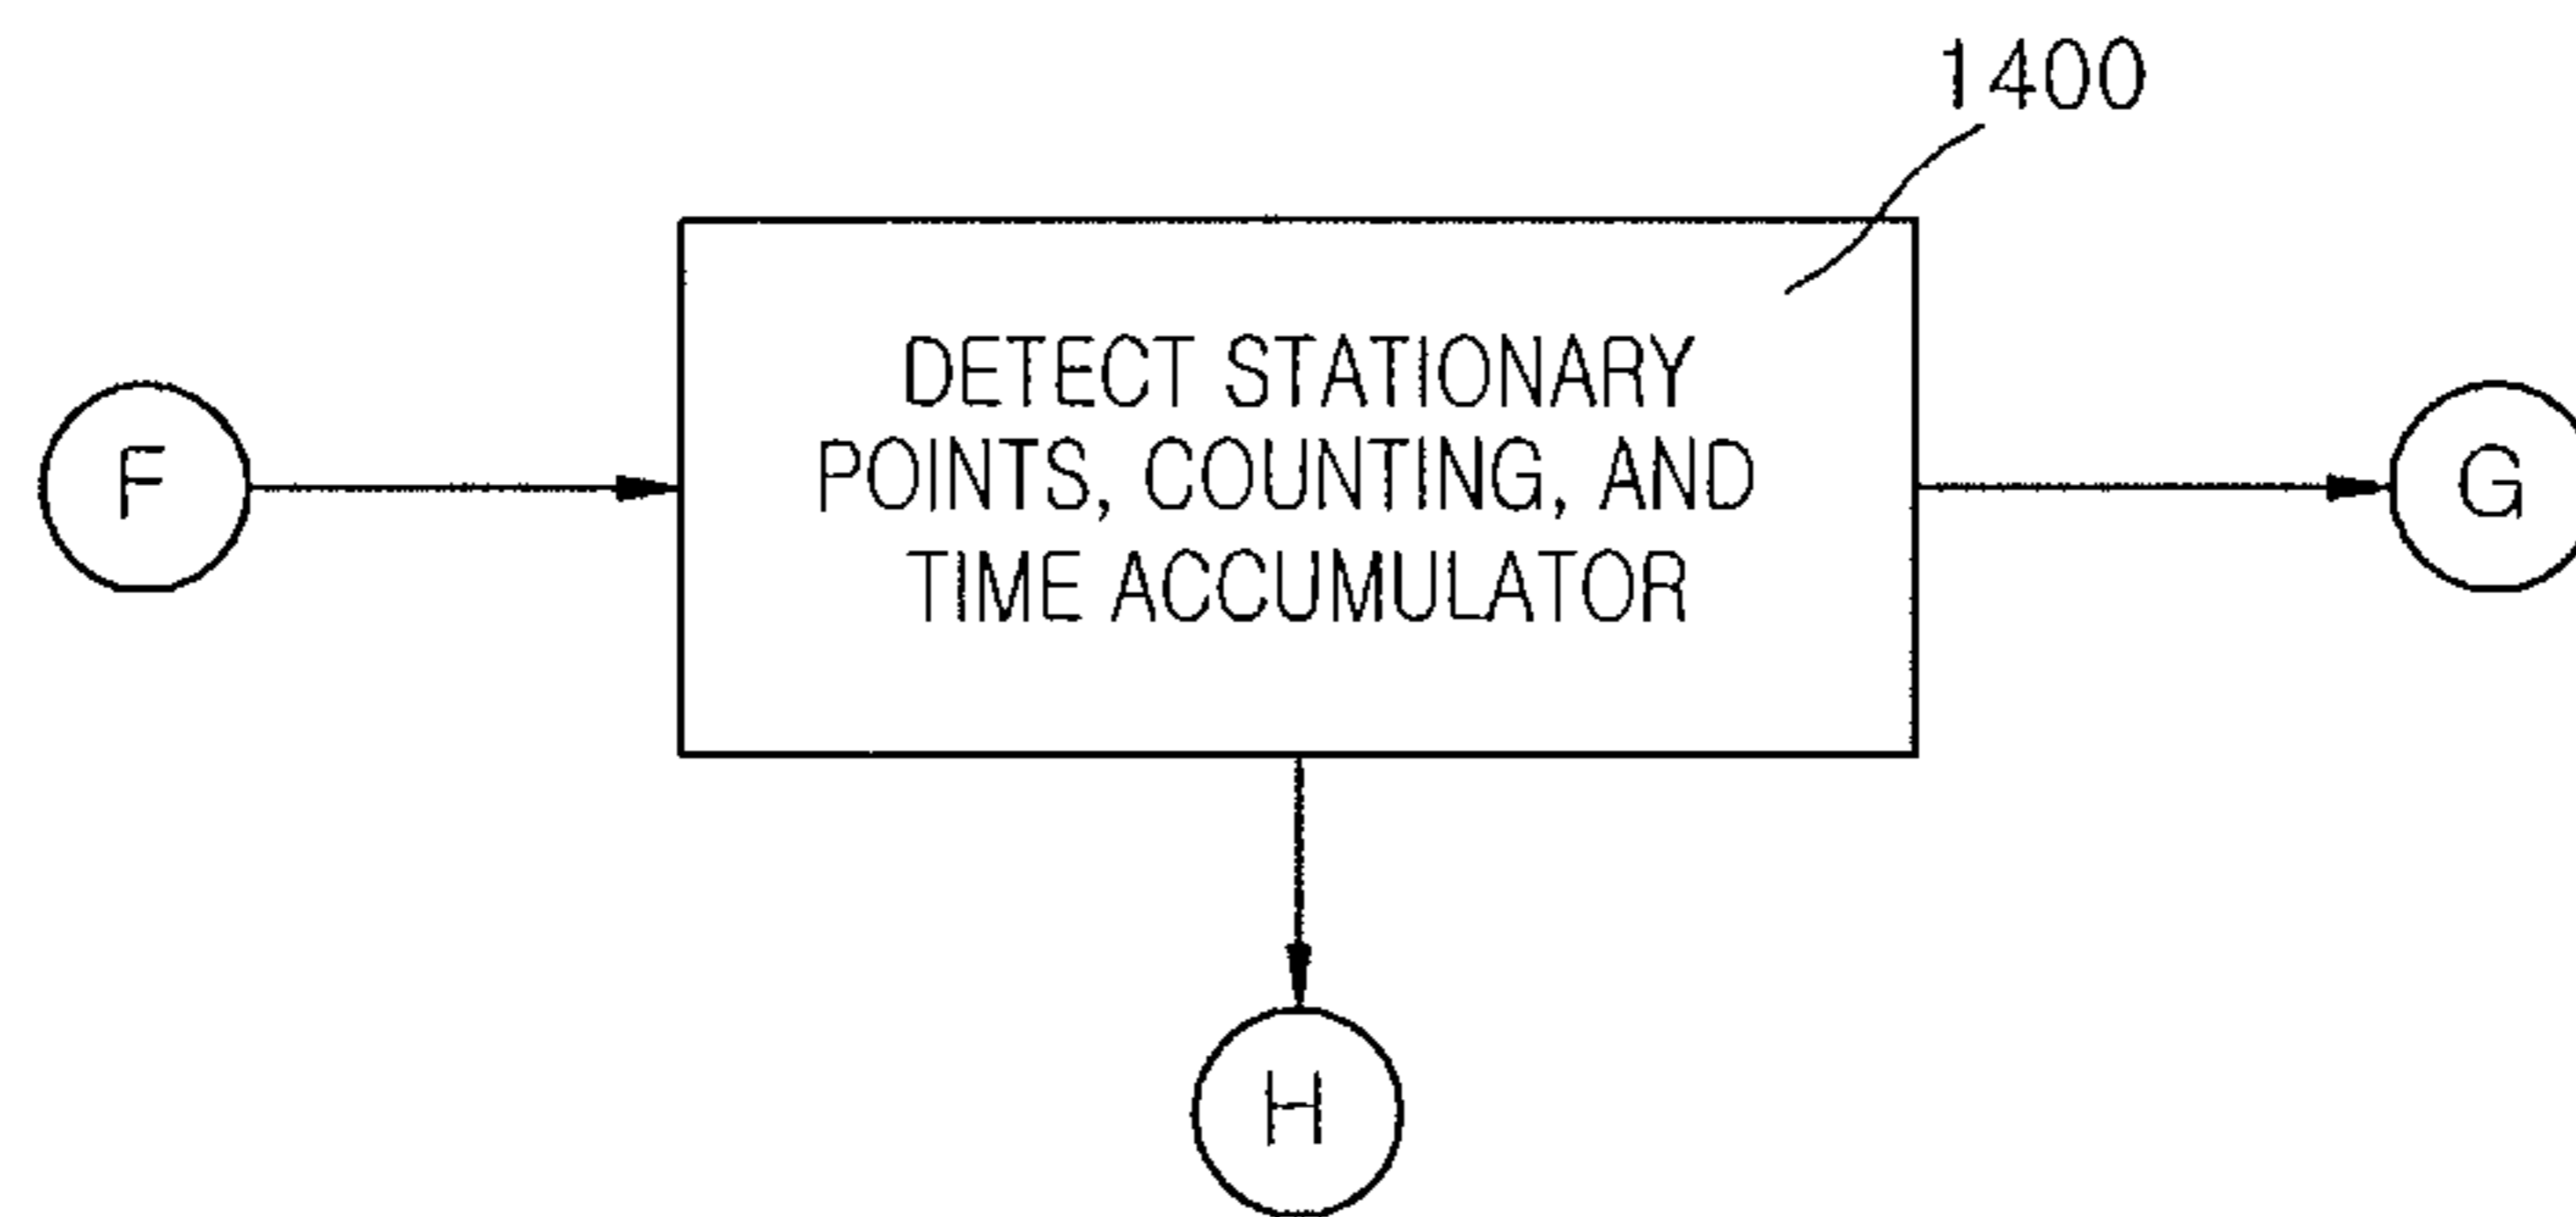 1400
DETECT STATIONARY
F
POINTS, COUNTING, AND
G
TIME ACCUMULATOR
H